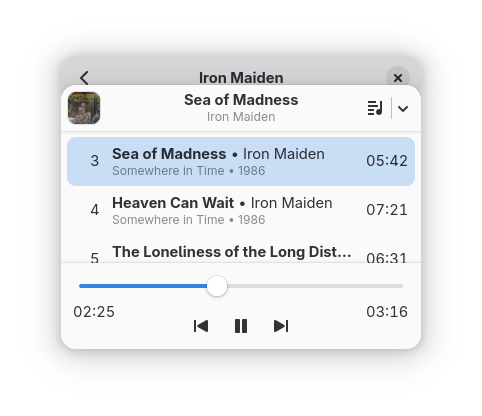 Iron Maiden
Sea of Madness
Iron Maiden
3 Sea of Madness • Iron Maiden 05:42
Somewhere in Time • 1986
4 Heaven Can Wait • Iron Maiden 07:21
Somewhere in Time • 1986
5 The Loneliness of the Long Dist… 06:31
02:25 03:16